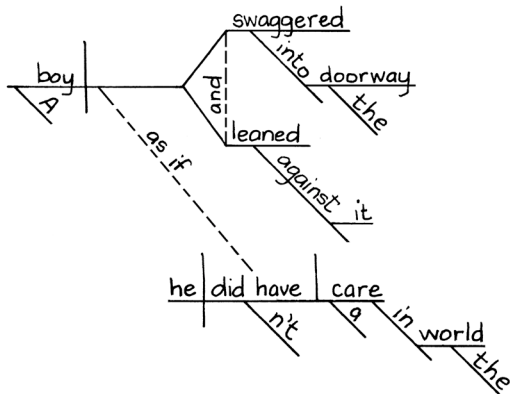 swaggered
into
boy
doorway
A
and
the
as if
leaned
against
it
he did have care
n't
a
in
world
the